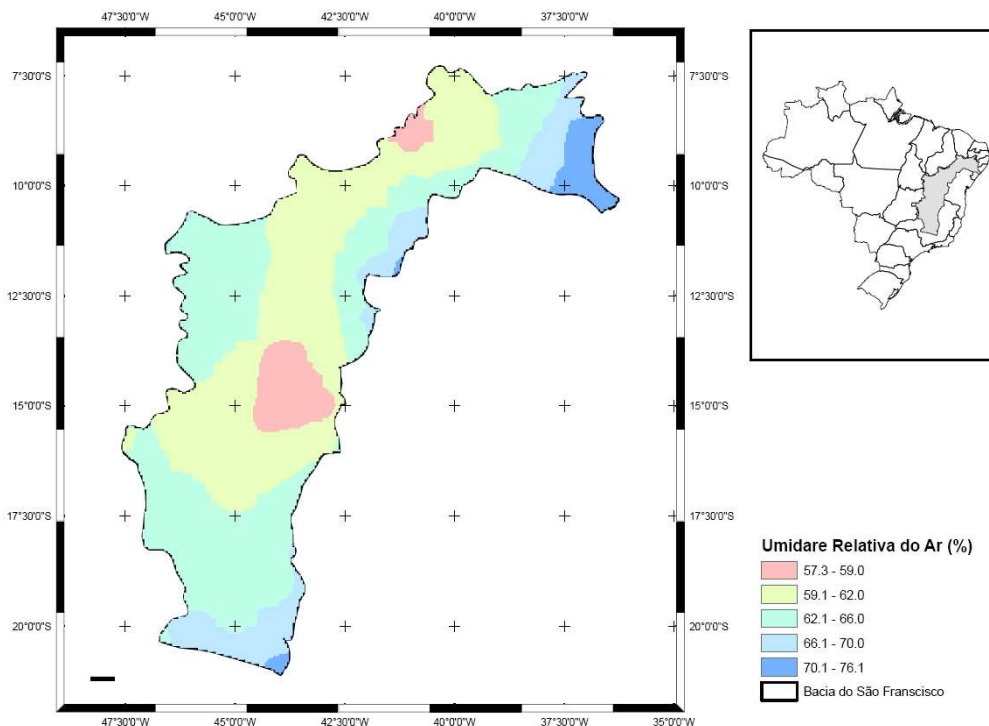 47°30'0"W 45°0'0"W 42°30'0"W 40°0'0"W 37°30'0"W
7°30'0"S 7°30'0"S
10°0'0"S 10°0'0"S
12°30'0"S 12°30'0"S
15°0'0"S 15°0'0"S
17°30'0"S 17°30'0"S
20°0'0"S 20°0'0"S
47°30'0"W 45°0'0"W 42°30'0"W 40°0'0"W 37°30'0"W 35°0'0"W
Umidare Relativa do Ar (%)
57.3 - 59.0
59.1 - 62.0
62.1 - 66.0
66.1 - 70.0
70.1 - 76.1
Bacia do São Franscisco